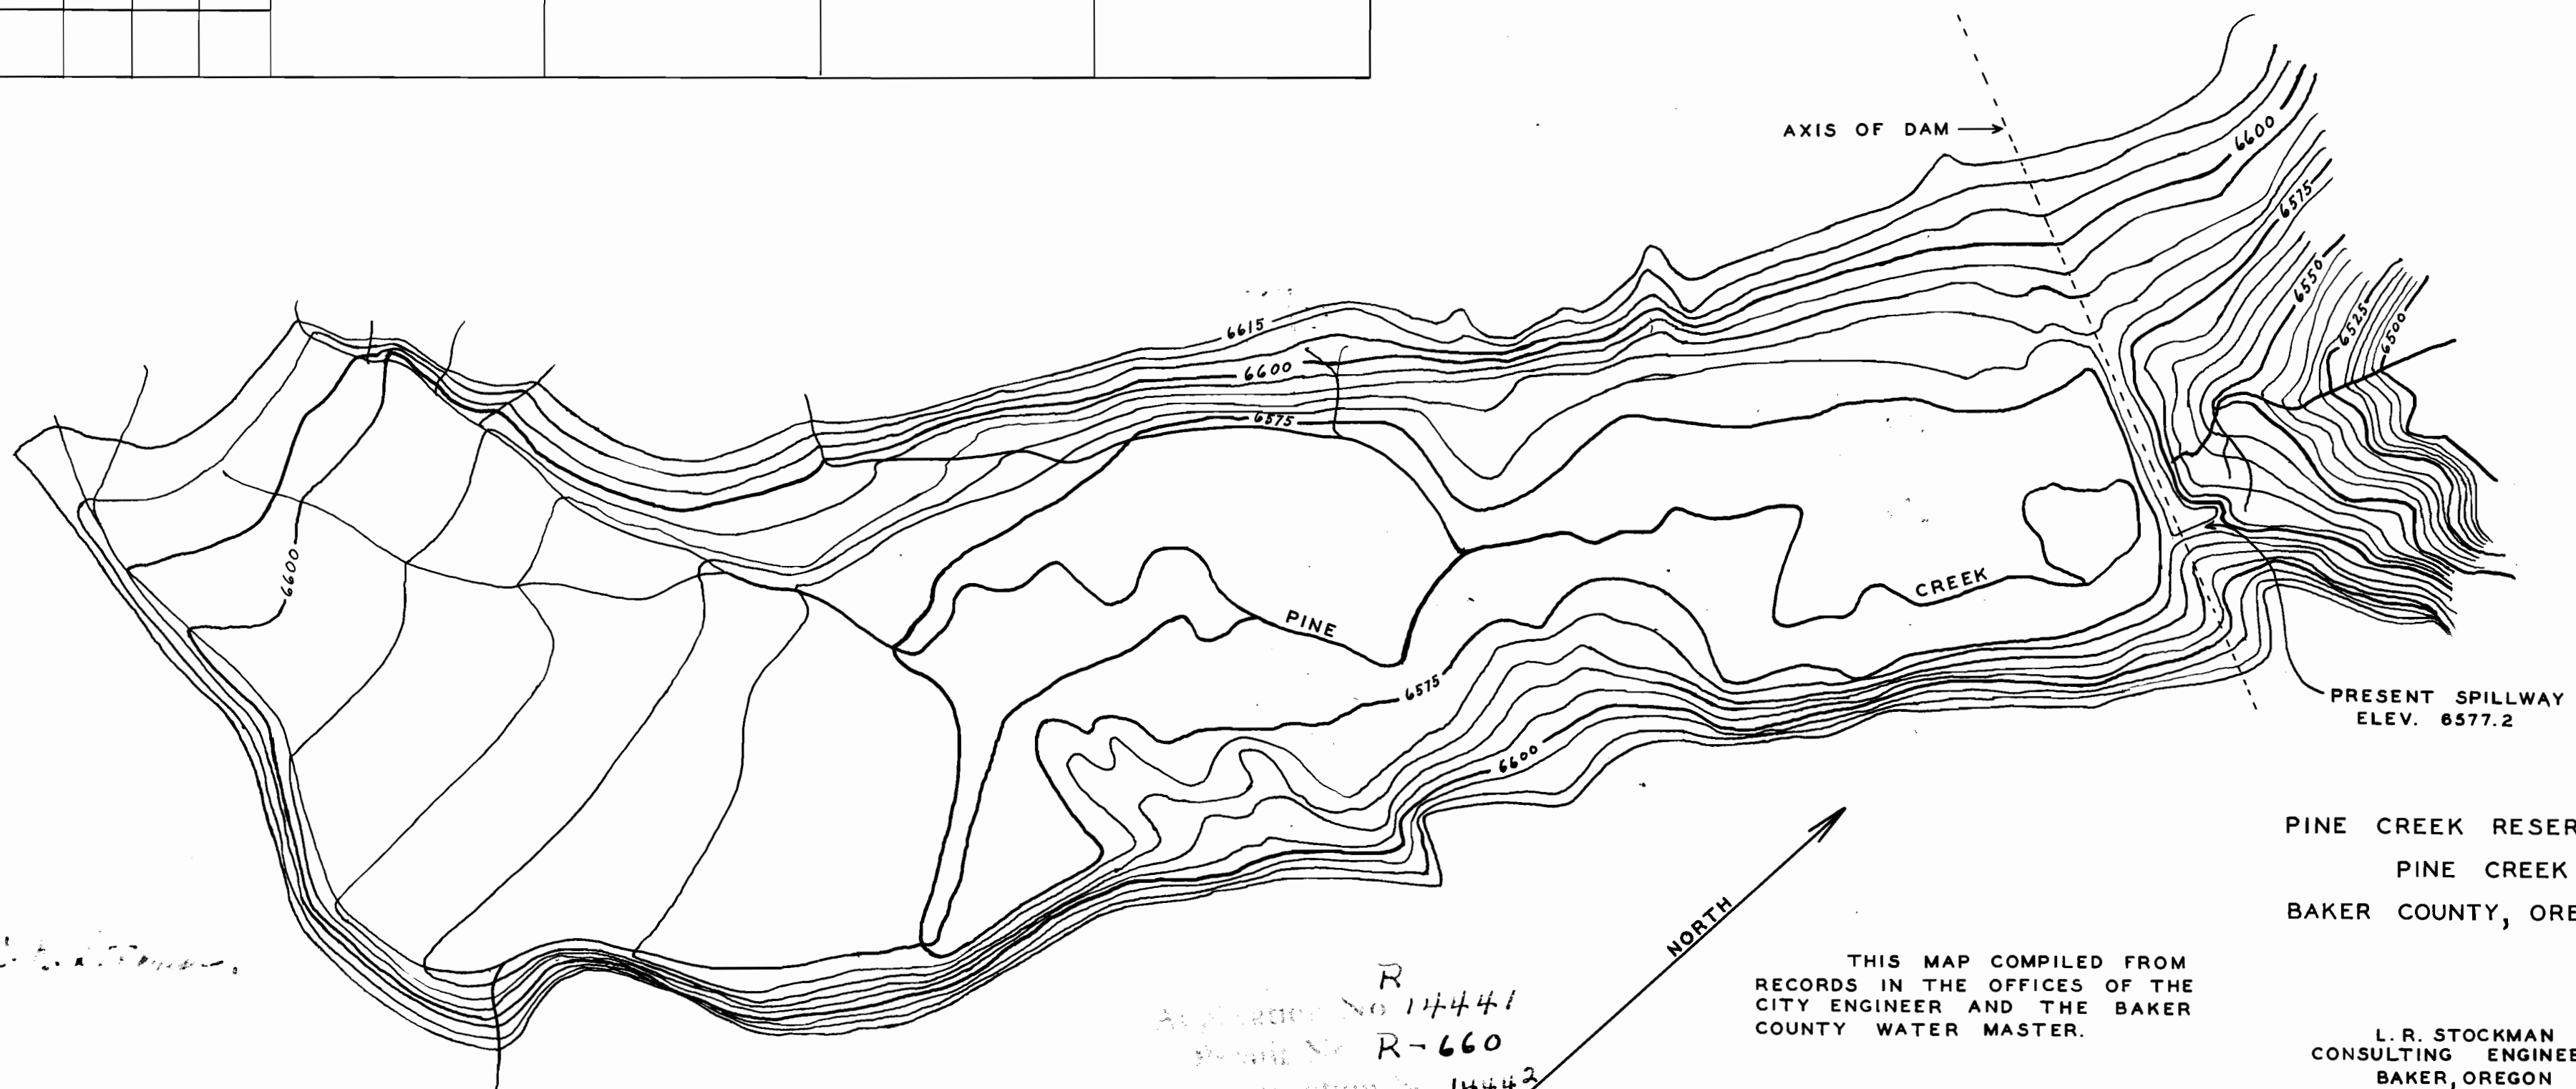 AXIS OF DAM
6600
6575
6550
6525
6500
6615
6600
6575
6600
PINE
CREEK
6575
6600
PRESENT SPILLWAY
ELEV. 6577.2
PINE CREEK RESER
PINE CREEK
BAKER COUNTY, ORE
NORTH
THIS MAP COMPILED FROM
RECORDS IN THE OFFICES OF THE
CITY ENGINEER AND THE BAKER
COUNTY WATER MASTER.
R
No 14441
R-660
14442
L. R. STOCKMAN
CONSULTING ENGINEE
BAKER, OREGON